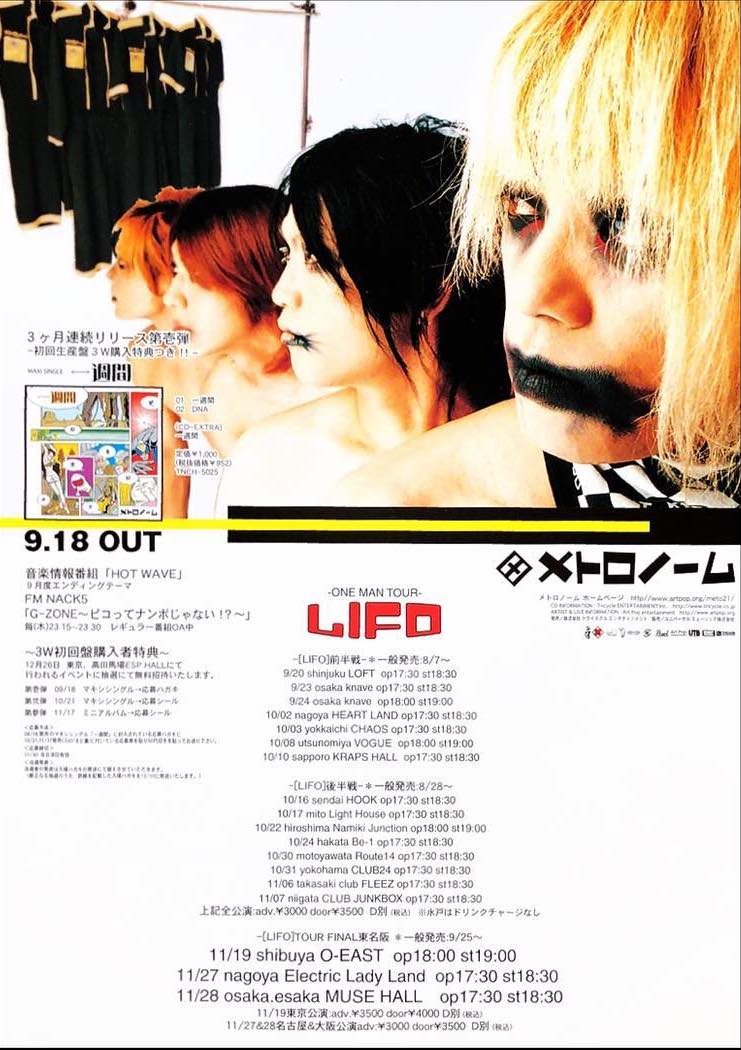 3ヶ月連続リリース第壱弾
-初回生産盤3W購入特典つき!!-
MAXI SINGLE ←→一週間
01. 一週間
02. DNA
(CD-EXTRA)
一週間
定価¥1,000
(税抜価格¥952)
TNCH-5025
9.18 OUT
メトロノーム
メトロノーム ホームページ http://www.artpop.org/meto21/
音楽情報番組「HOT WAVE」
9月度エンディングテーマ
FM NACK5
「G-ZONE〜ピコってナンボじゃない!?〜」
毎(木)23:15〜23:30 レギュラー番組OA中
〜3W初回盤購入者特典〜
12月26日 東京、高田馬場ESP HALLにて
行われるイベントに抽選にて無料招待いたします。
第壱弾 09/18 マキシシングル→応募ハガキ
第弐弾 10/21 マキシシングル→応募シール
第参弾 11/17 ミニアルバム→応募シール
-ONE MAN TOUR-
LIFO
-[LIFO]前半戦-＊一般発売:8/7〜
9/20 shinjuku LOFT op17:30 st18:30
9/23 osaka knave op17:30 st18:30
9/24 osaka knave op18:00 st19:00
10/02 nagoya HEART LAND op17:30 st18:30
10/03 yokkaichi CHAOS op17:30 st18:30
10/08 utsunomiya VOGUE op18:00 st19:00
10/10 sapporo KRAPS HALL op17:30 st18:30
-[LIFO]後半戦-＊一般発売:8/28〜
10/16 sendai HOOK op17:30 st18:30
10/17 mito Light House op17:30 st18:30
10/22 hiroshima Namiki Junction op18:00 st19:00
10/24 hakata Be-1 op17:30 st18:30
10/30 motoyawata Route14 op17:30 st18:30
10/31 yokohama CLUB24 op17:30 st18:30
11/06 takasaki club FLEEZ op17:30 st18:30
11/07 niigata CLUB JUNKBOX op17:30 st18:30
上記全公演:adv.¥3000 door¥3500 D別(税込) ※水戸はドリンクチャージなし
-[LIFO]TOUR FINAL東名阪 ＊一般発売:9/25〜
11/19 shibuya O-EAST op18:00 st19:00
11/27 nagoya Electric Lady Land op17:30 st18:30
11/28 osaka.esaka MUSE HALL op17:30 st18:30
11/19東京公演:adv.¥3500 door¥4000 D別(税込)
11/27&28名古屋&大阪公演adv:¥3000 door¥3500 D別(税込)